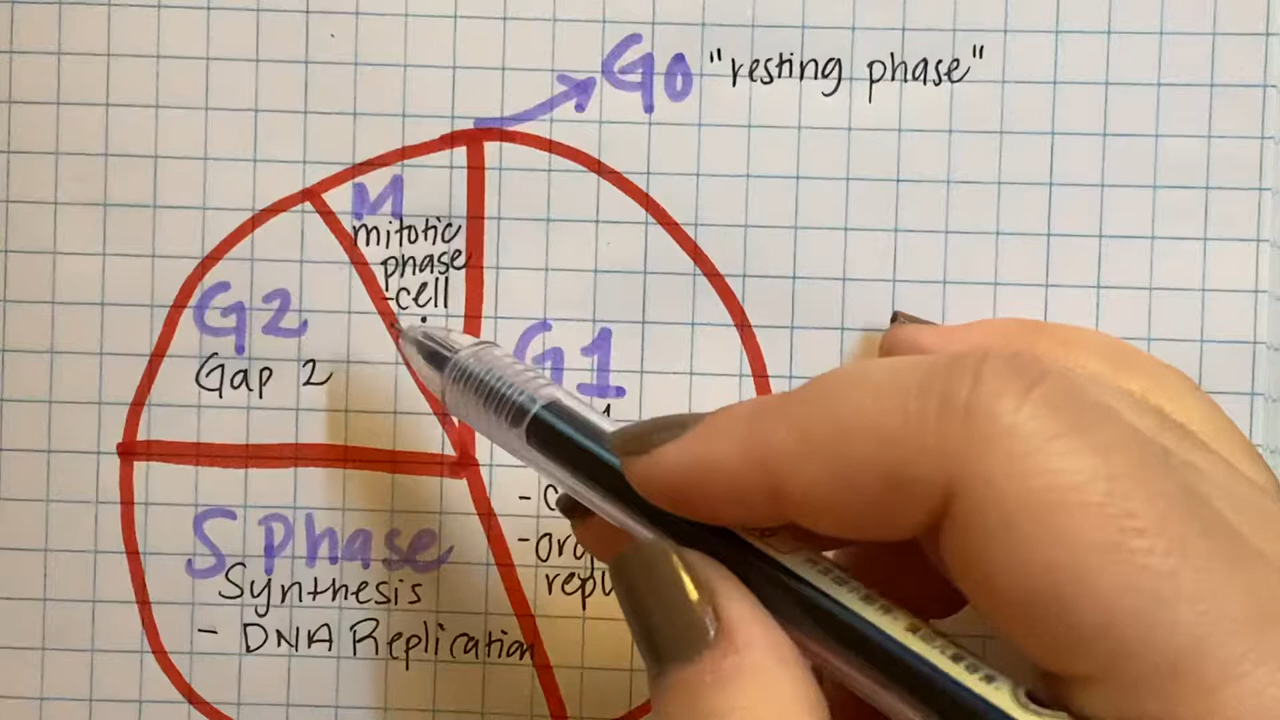 G0 "resting phase"
M
mitotic
phase
-cell
G2
Gap 2
G1
S Phase
Synthesis
- DNA Replication